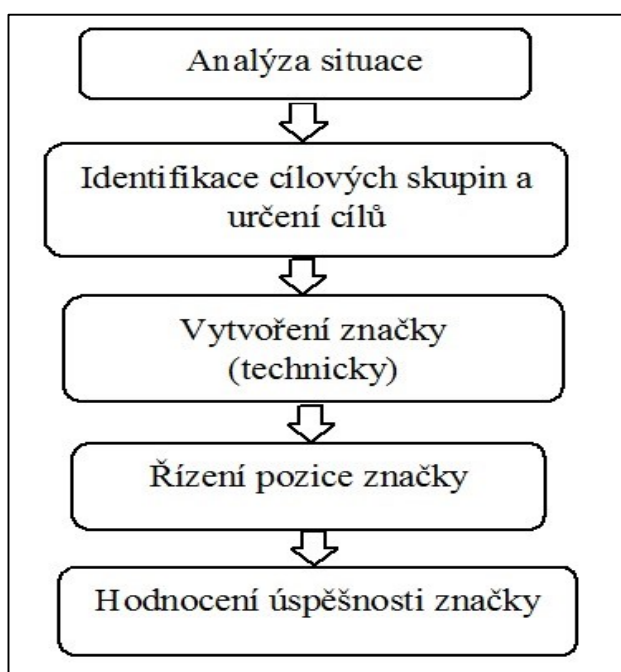 Analýza situace
Identifikace cílových skupin a
určení cílů
Vytvoření značky
(technicky)
Řízení pozice značky
Hodnocení úspěšnosti značky